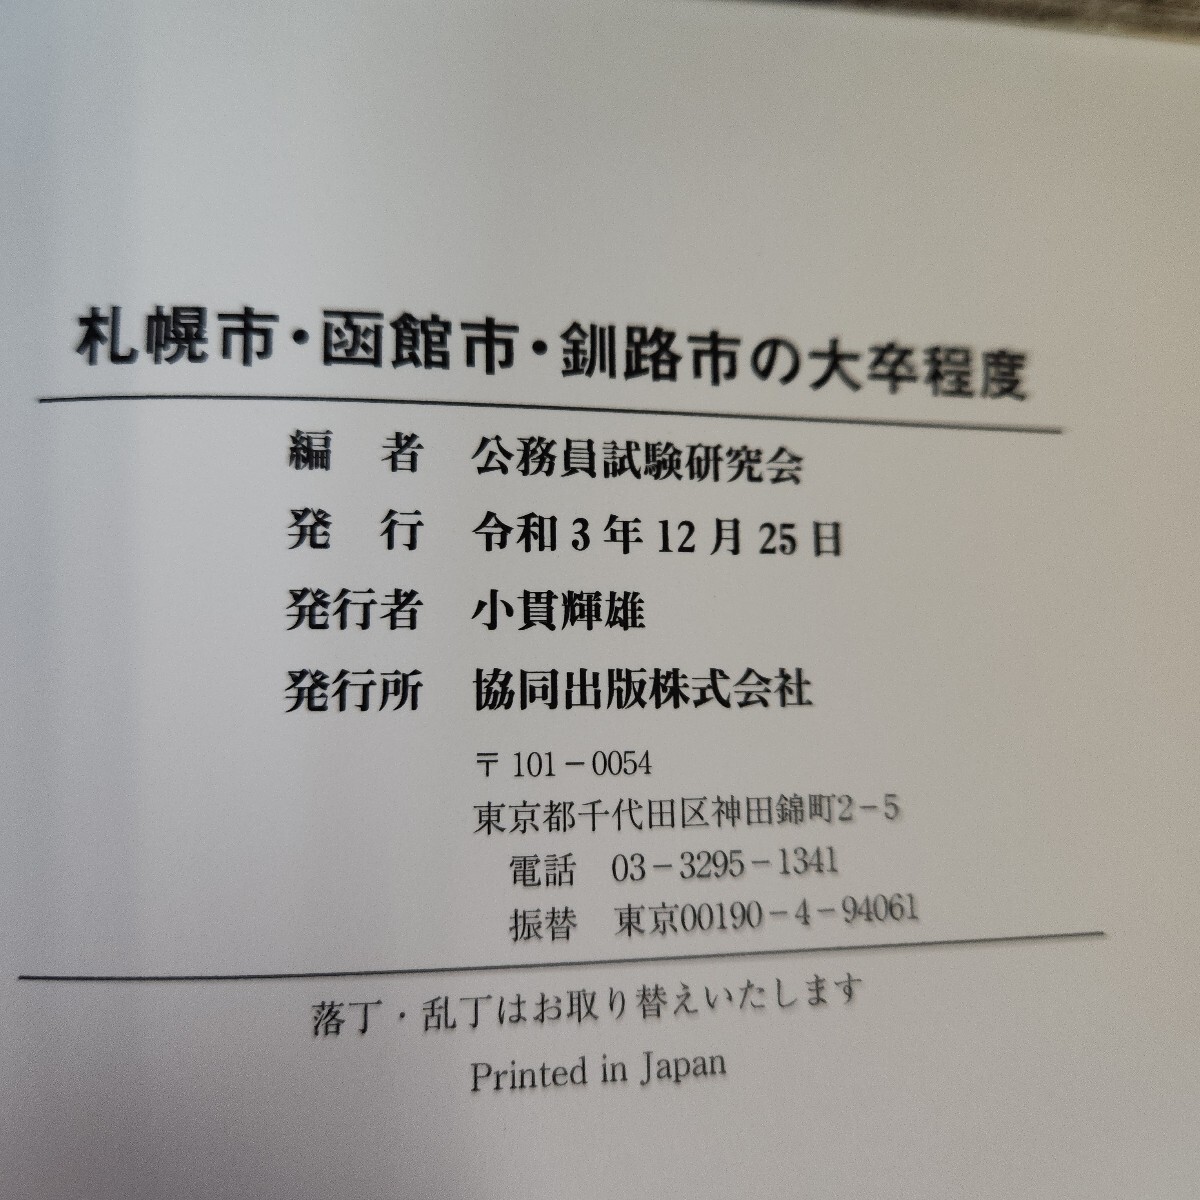 札幌市・函館市・釧路市の大卒程度
編　者　公務員試験研究会
発　行　令和3年12月25日
発行者　小貫輝雄
発行所　協同出版株式会社
〒101－0054
東京都千代田区神田錦町2－5
電話　03－3295－1341
振替　東京00190－4－94061
落丁・乱丁はお取り替えいたします
Printed in Japan